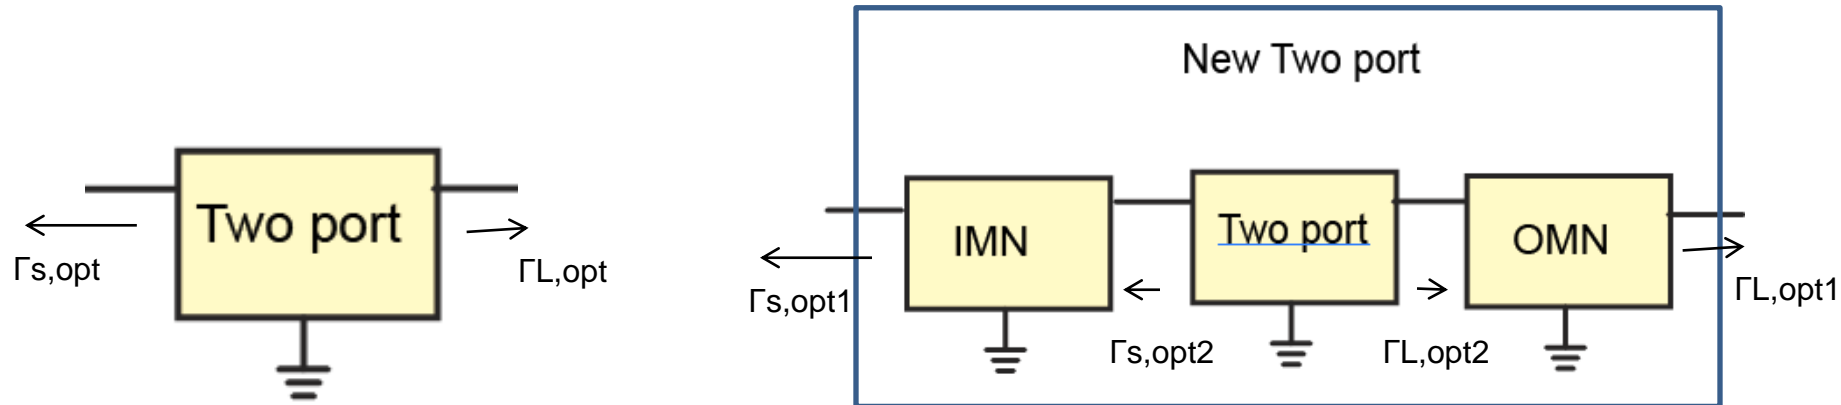 Two port
Γs,opt
ΓL,opt
New Two port
IMN
Two port
OMN
Γs,opt1
Γs,opt2
ΓL,opt2
ΓL,opt1